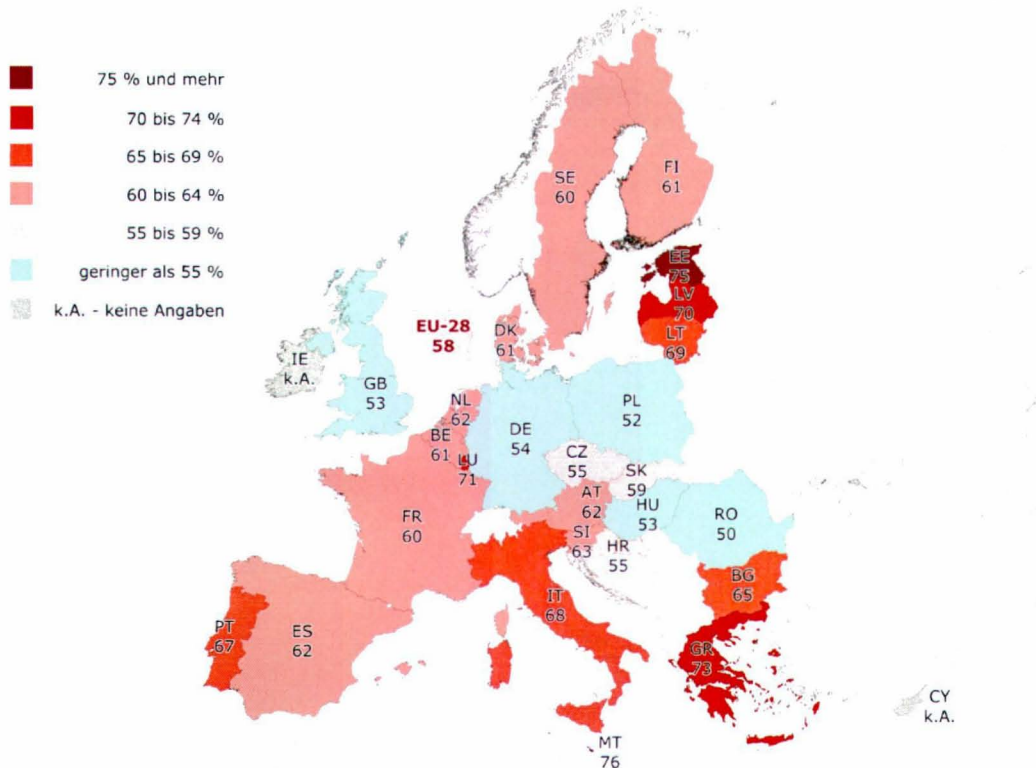 75 % und mehr
70 bis 74 %
65 bis 69 %
60 bis 64 %
55 bis 59 %
geringer als 55 %
k.A. - keine Angaben
SE
60
FI
61
EE
75
LV
70
LT
69
EU-28
58
DK
61
IE
k.A.
GB
53
NL
62
BE
61
LU
71
DE
54
PL
52
CZ
55
SK
59
AT
62
HU
53
RO
50
FR
60
SI
63
HR
55
IT
68
BG
65
PT
67
ES
62
GR
73
CY
k.A.
MT
76